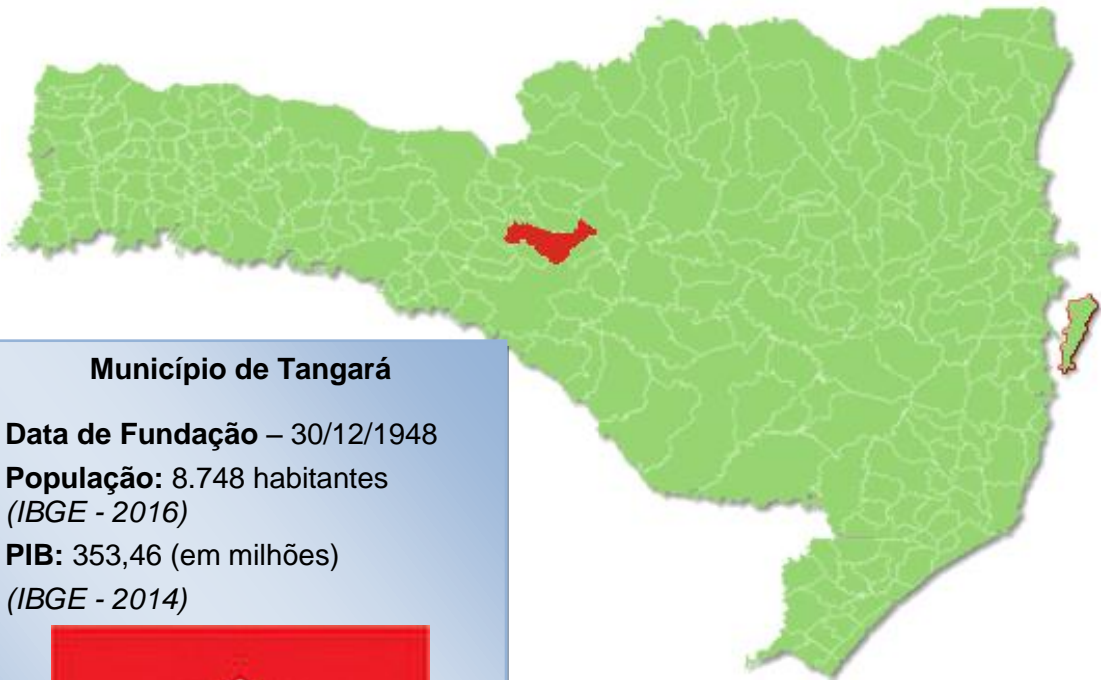 Município de Tangará
Data de Fundação – 30/12/1948
População: 8.748 habitantes
(IBGE - 2016)
PIB: 353,46 (em milhões)
(IBGE - 2014)